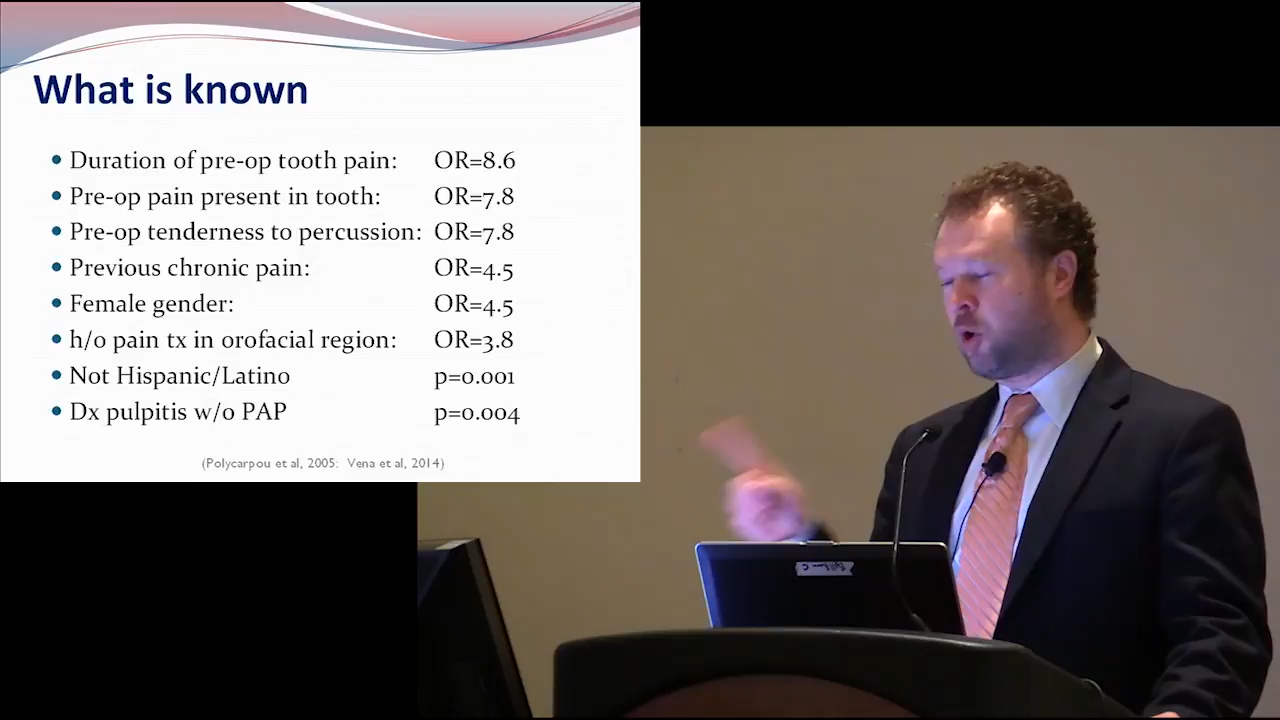 What is known
• Duration of pre-op tooth pain: OR=8.6
• Pre-op pain present in tooth: OR=7.8
• Pre-op tenderness to percussion: OR=7.8
• Previous chronic pain: OR=4.5
• Female gender: OR=4.5
• h/o pain tx in orofacial region: OR=3.8
• Not Hispanic/Latino p=0.001
• Dx pulpitis w/o PAP p=0.004
(Polycarpou et al, 2005: Vena et al, 2014)